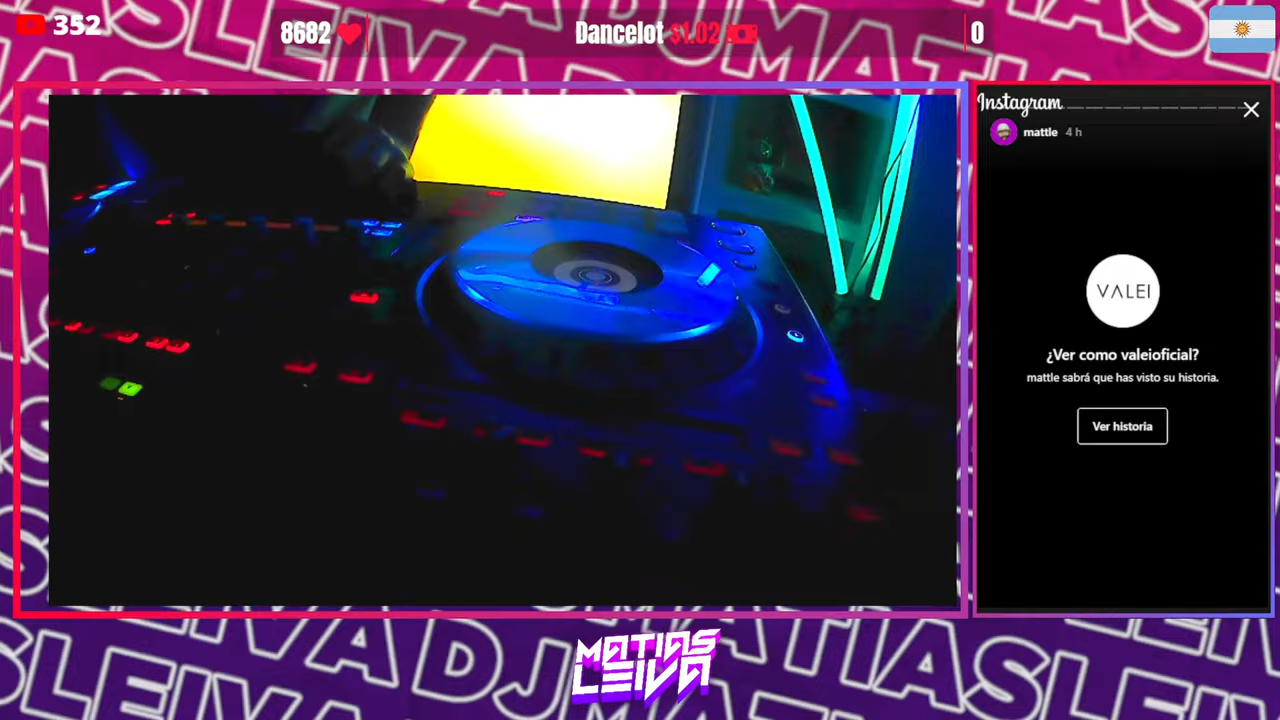 352
8682
Dancelot $1.02
0
Instagram
mattle 4 h
VALEI
¿Ver como valeioficial?
mattle sabrá que has visto su historia.
Ver historia
MATIAS
LEIVA